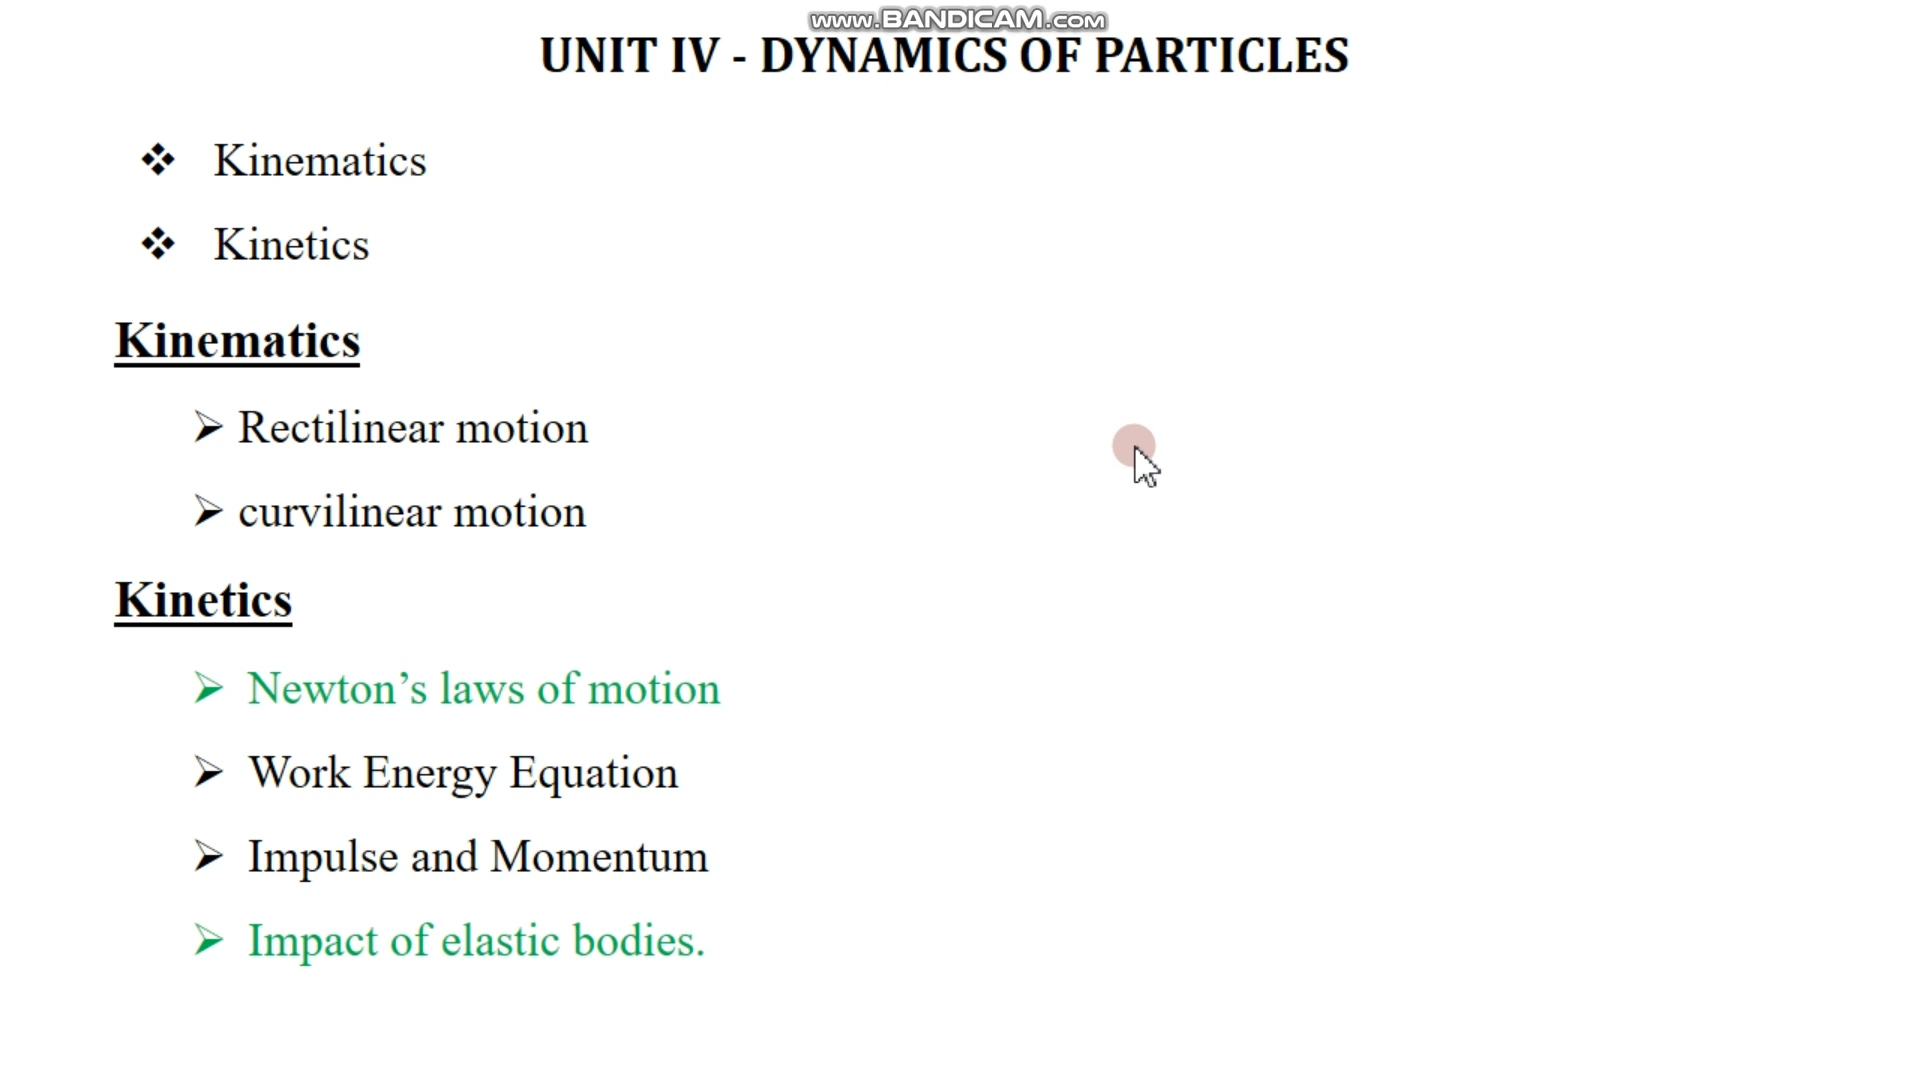 www.BANDICAM.com
UNIT IV - DYNAMICS OF PARTICLES
❖ Kinematics
❖ Kinetics
Kinematics
➢ Rectilinear motion
➢ curvilinear motion
Kinetics
➢ Newton’s laws of motion
➢ Work Energy Equation
➢ Impulse and Momentum
➢ Impact of elastic bodies.